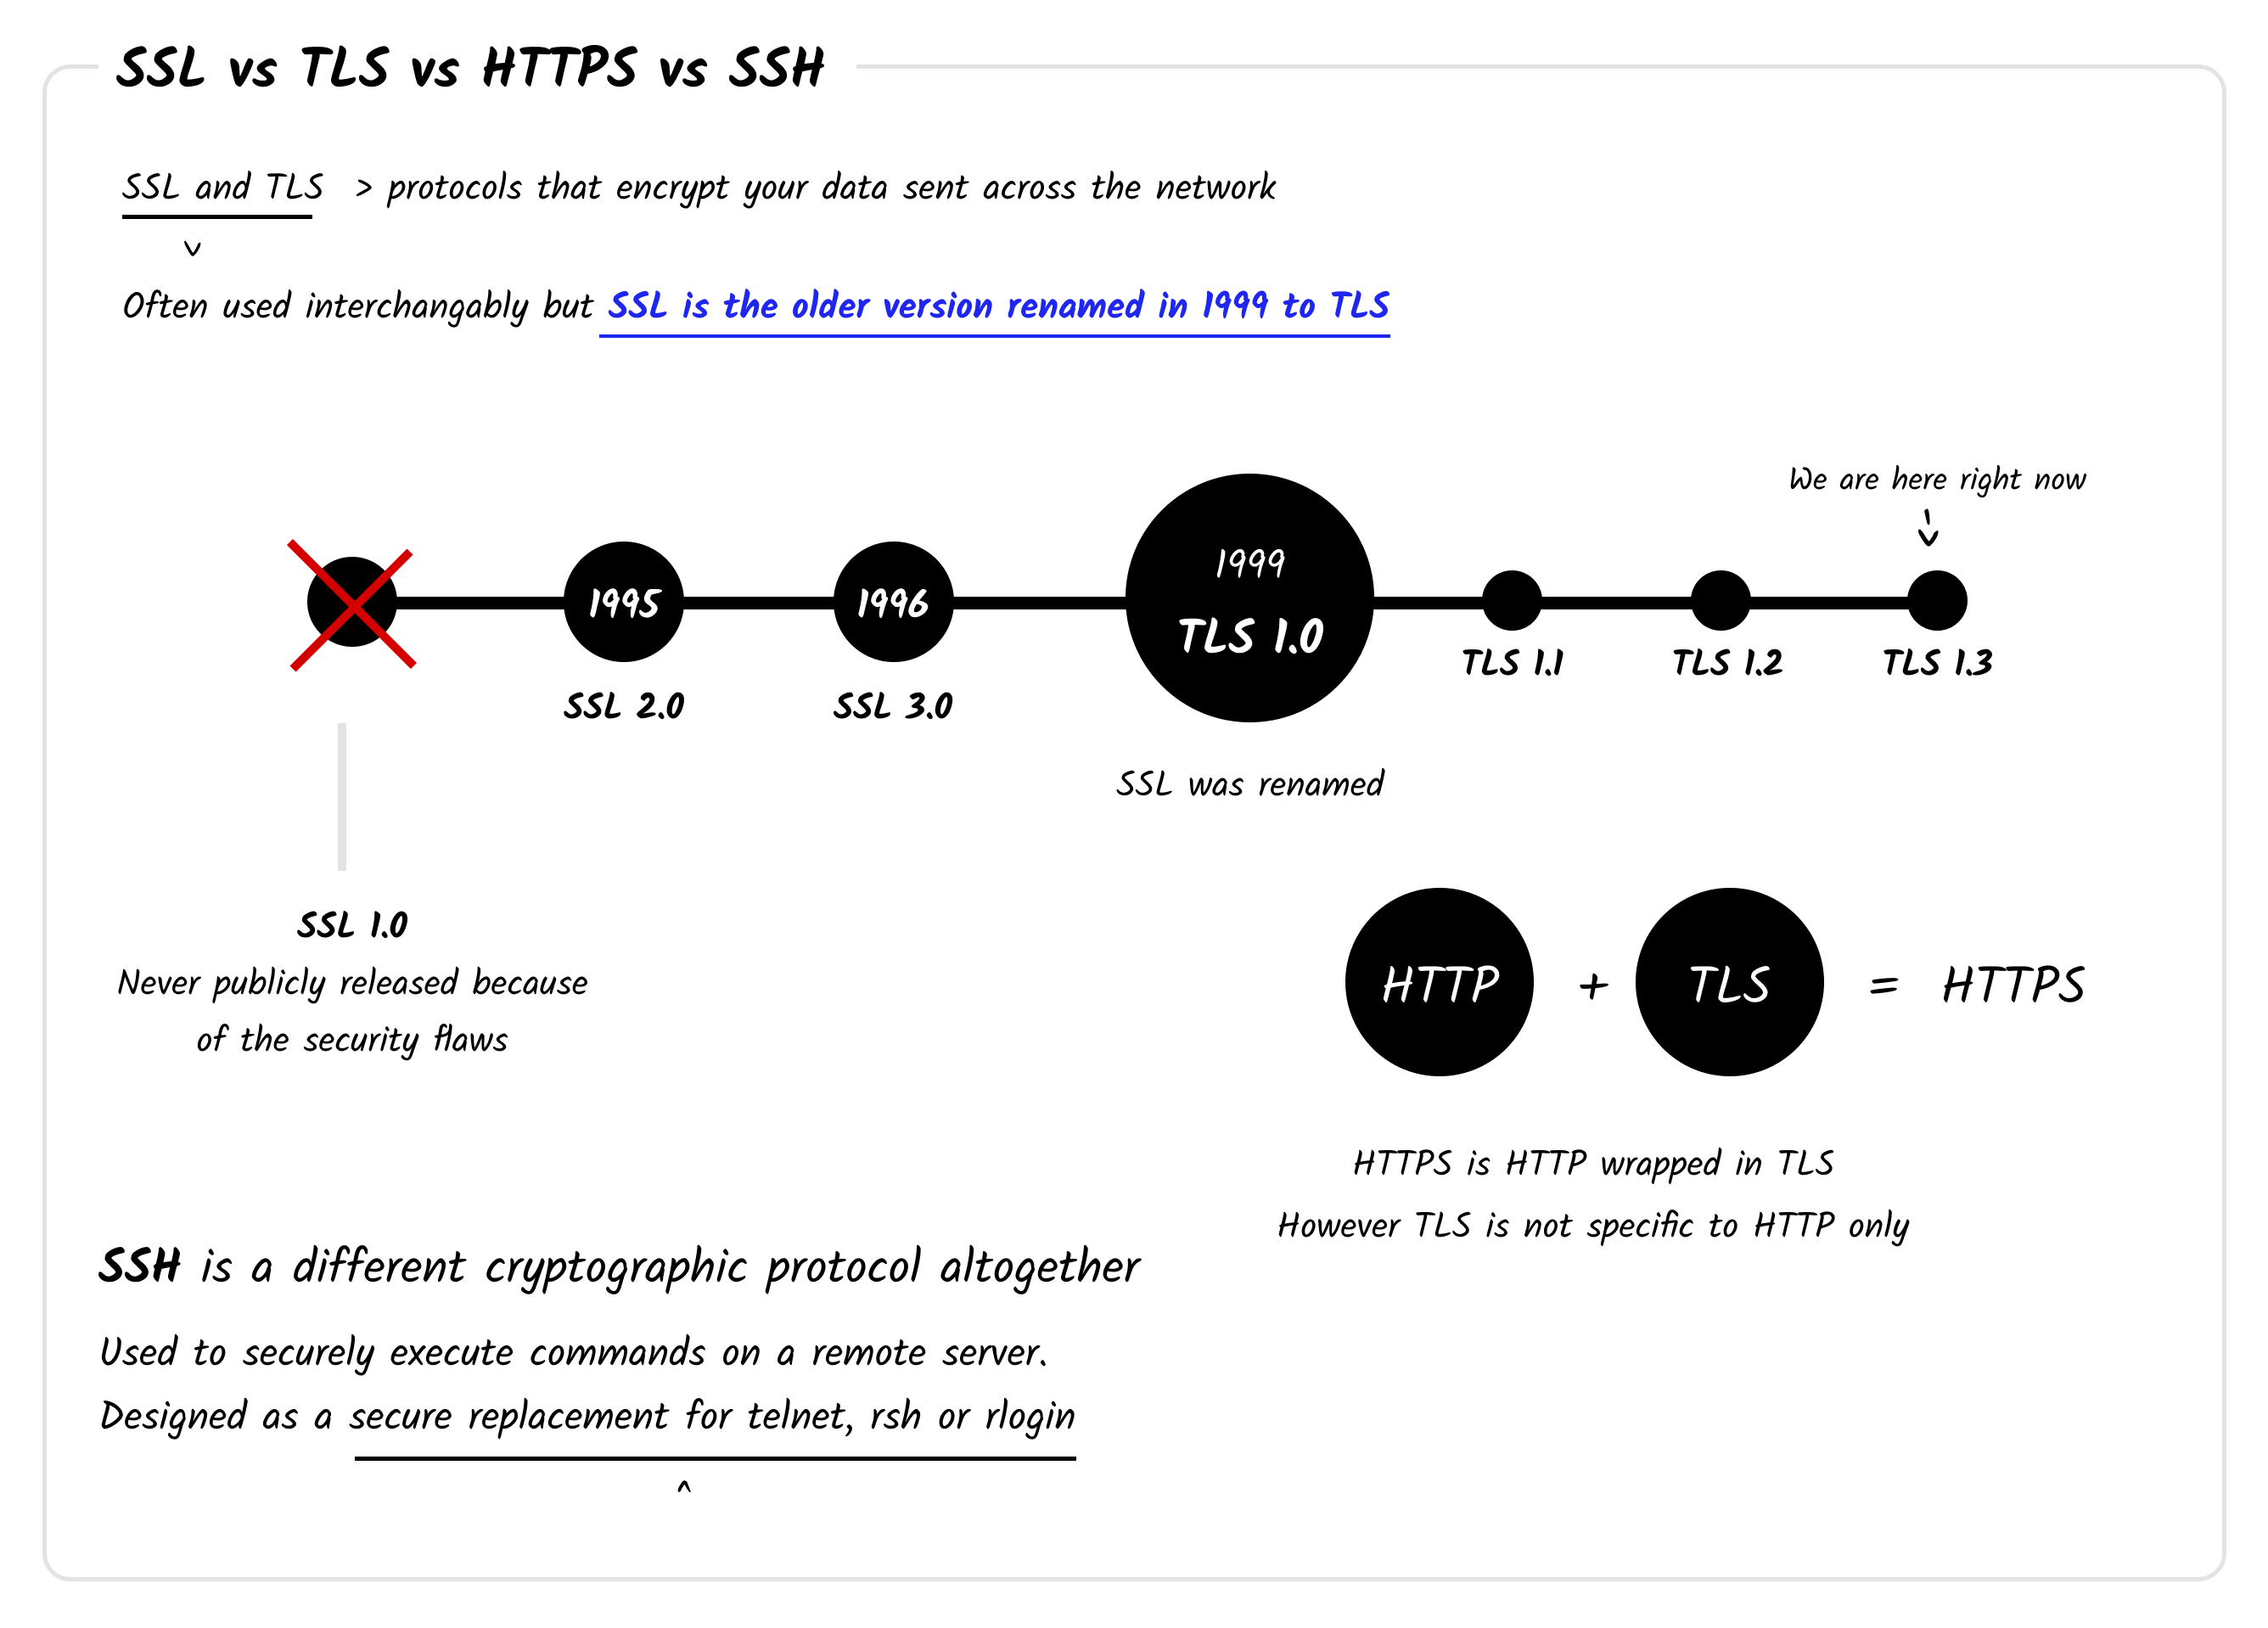 SSL vs TLS vs HTTPS vs SSH
SSL and TLS > protocols that encrypt your data sent across the network
Often used interchangably but SSL is the older version renamed in 1999 to TLS
We are here right now
1995
1996
1999
TLS 1.0
SSL 2.0
SSL 3.0
TLS 1.1
TLS 1.2
TLS 1.3
SSL was renamed
SSL 1.0
Never publicly released because
of the security flaws
HTTP + TLS = HTTPS
HTTPS is HTTP wrapped in TLS
However TLS is not specific to HTTP only
SSH is a different cryptographic protocol altogether
Used to securely execute commands on a remote server.
Designed as a secure replacement for telnet, rsh or rlogin